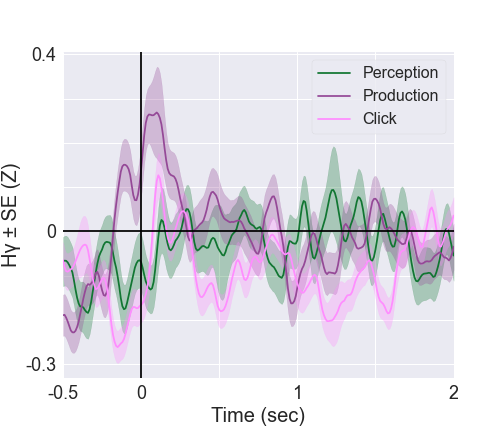 0.4
Perception
Production
Click
Hγ ± SE (Z)
0
-0.3
-0.5
0
1
2
Time (sec)